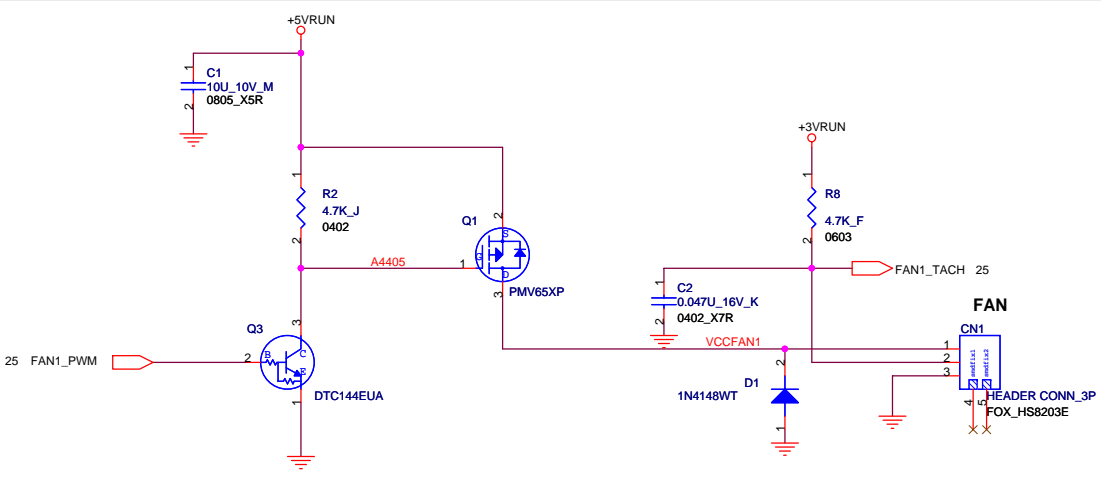 +5VRUN
1
C1
10U_10V_M
0805_X5R
2
+3VRUN
1
R2
4.7K_J
0402
2
1
R8
4.7K_F
0603
2
Q1
2
S
G
D
1
3
PMV65XP
A4405
FAN1_TACH 25
1
C2
0.047U_16V_K
0402_X7R
2
FAN
CN1
Q3
3
25 FAN1_PWM
2
B
C
E
1
DTC144EUA
VCCFAN1
2
D1
1N4148WT
1
1
2
3
smdfix1
smdfix2
4
5
HEADER CONN_3P
FOX_HS8203E